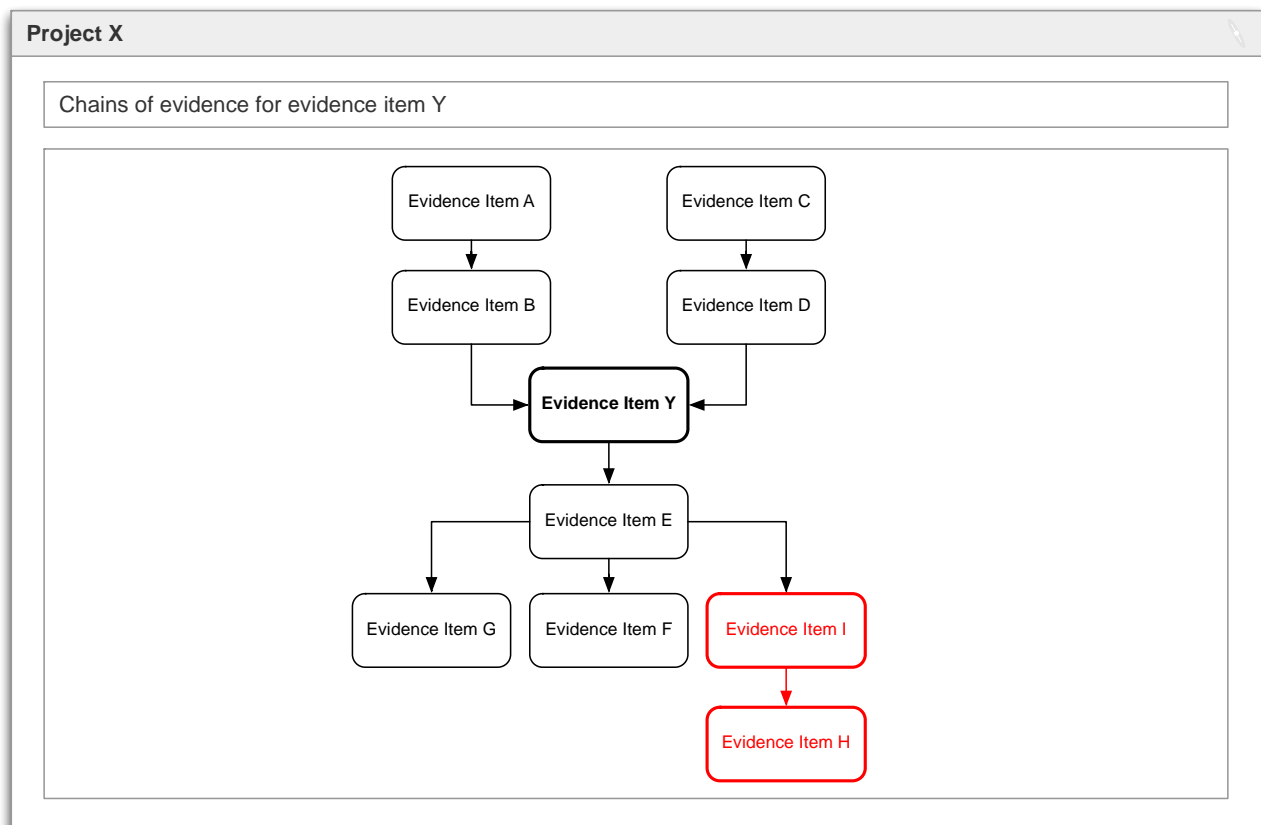 Project X
Chains of evidence for evidence item Y
Evidence Item A
Evidence Item C
Evidence Item B
Evidence Item D
Evidence Item Y
Evidence Item E
Evidence Item G
Evidence Item F
Evidence Item I
Evidence Item H